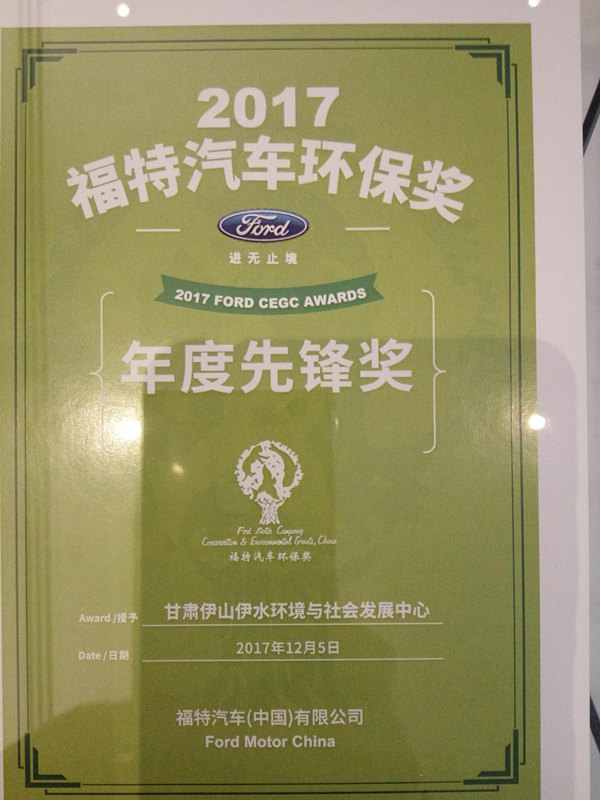 2017
福特汽车环保奖
Ford
进无止境
2017 FORD CEGC AWARDS
年度先锋奖
Ford Motor Company
Conservation & Environmental Grants, China
福特汽车环保奖
Award /授予 甘肃伊山伊水环境与社会发展中心
Date / 日期 2017年12月5日
福特汽车(中国)有限公司
Ford Motor China